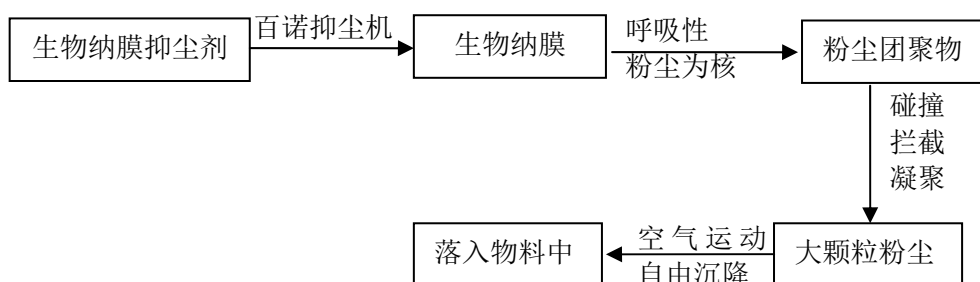 生物纳膜抑尘剂
百诺抑尘机
生物纳膜
呼吸性
粉尘为核
粉尘团聚物
碰撞
拦截
凝聚
大颗粒粉尘
空气运动
自由沉降
落入物料中